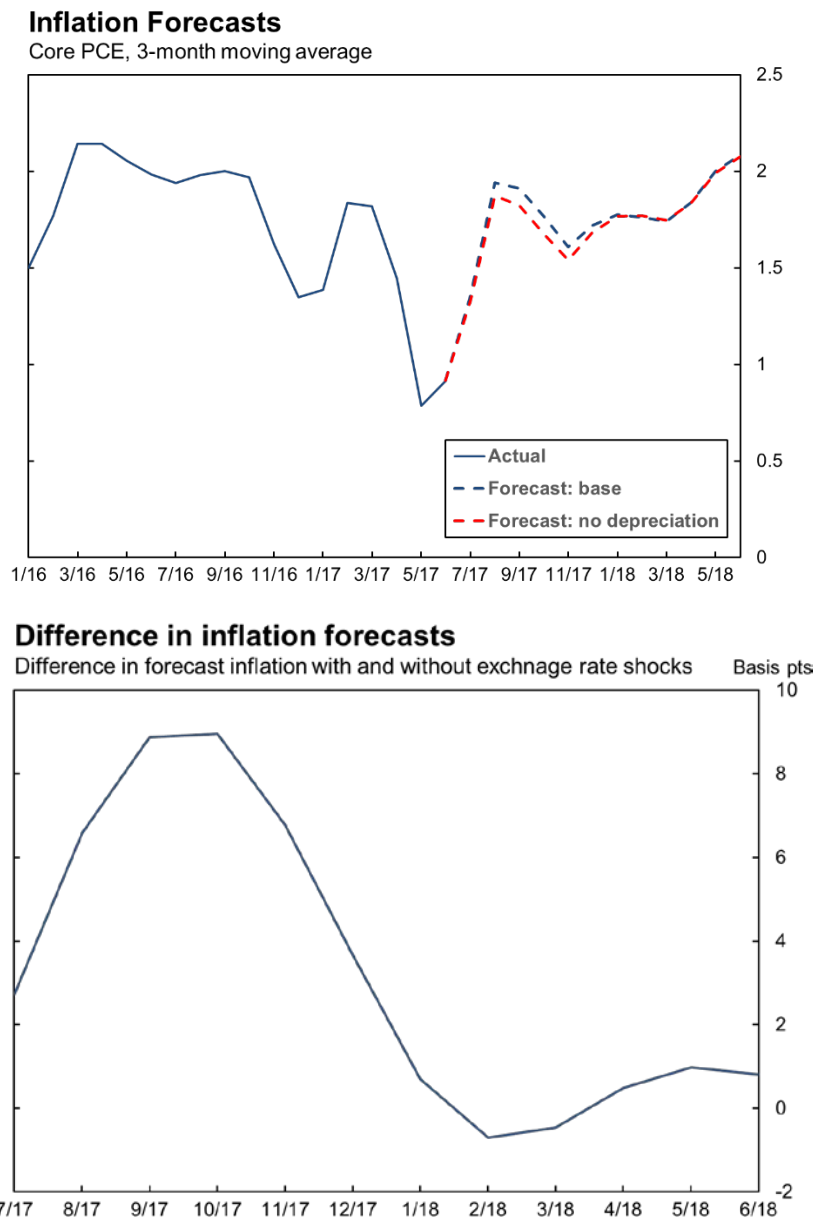 Inflation Forecasts
Core PCE, 3-month moving average
2.5
2
1.5
1
0.5
0
Actual
Forecast: base
Forecast: no depreciation
1/16 3/16 5/16 7/16 9/16 11/16 1/17 3/17 5/17 7/17 9/17 11/17 1/18 3/18 5/18
Difference in inflation forecasts
Difference in forecast inflation with and without exchnage rate shocks Basis pts
10
8
6
4
2
0
-2
7/17 8/17 9/17 10/17 11/17 12/17 1/18 2/18 3/18 4/18 5/18 6/18